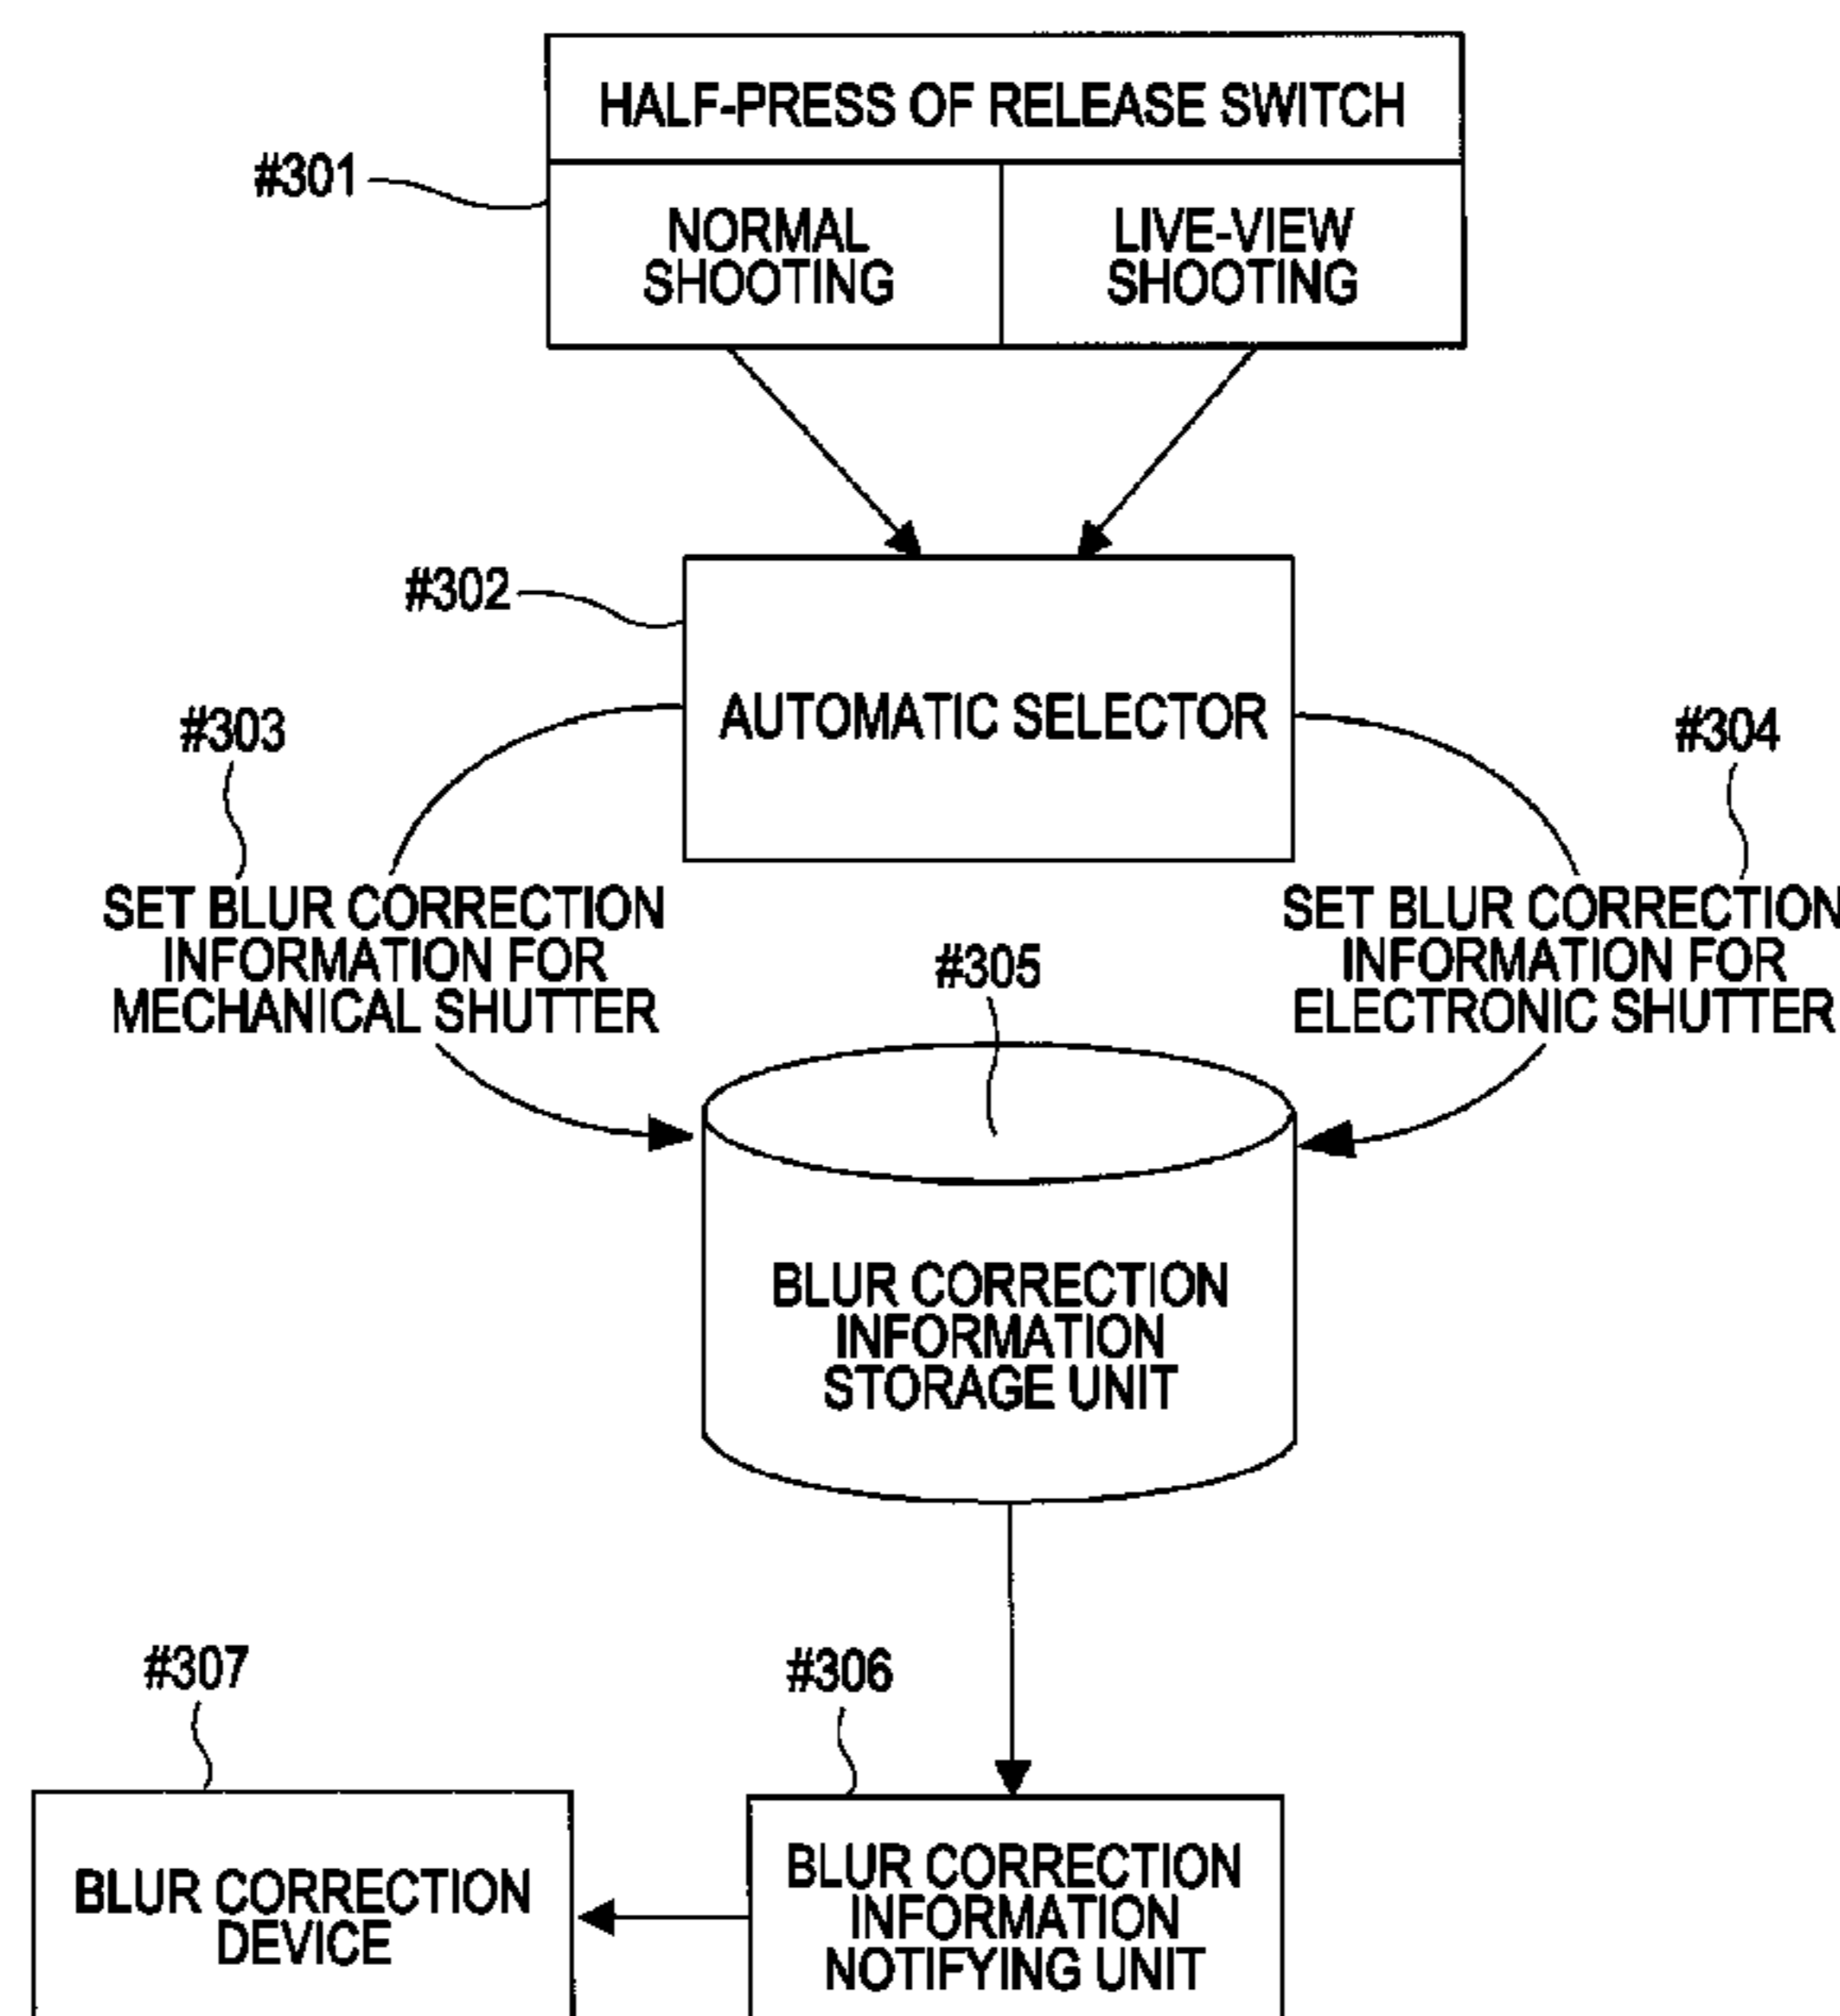 HALF-PRESS OF RELEASE SWITCH
#301
NORMAL
SHOOTING
LIVE-VIEW
SHOOTING
#302
AUTOMATIC SELECTOR
#303
SET BLUR CORRECTION
INFORMATION FOR
MECHANICAL SHUTTER
#304
SET BLUR CORRECTION
INFORMATION FOR
ELECTRONIC SHUTTER
#305
BLUR CORRECTION
INFORMATION
STORAGE UNIT
#307
BLUR CORRECTION
DEVICE
#306
BLUR CORRECTION
INFORMATION
NOTIFYING UNIT